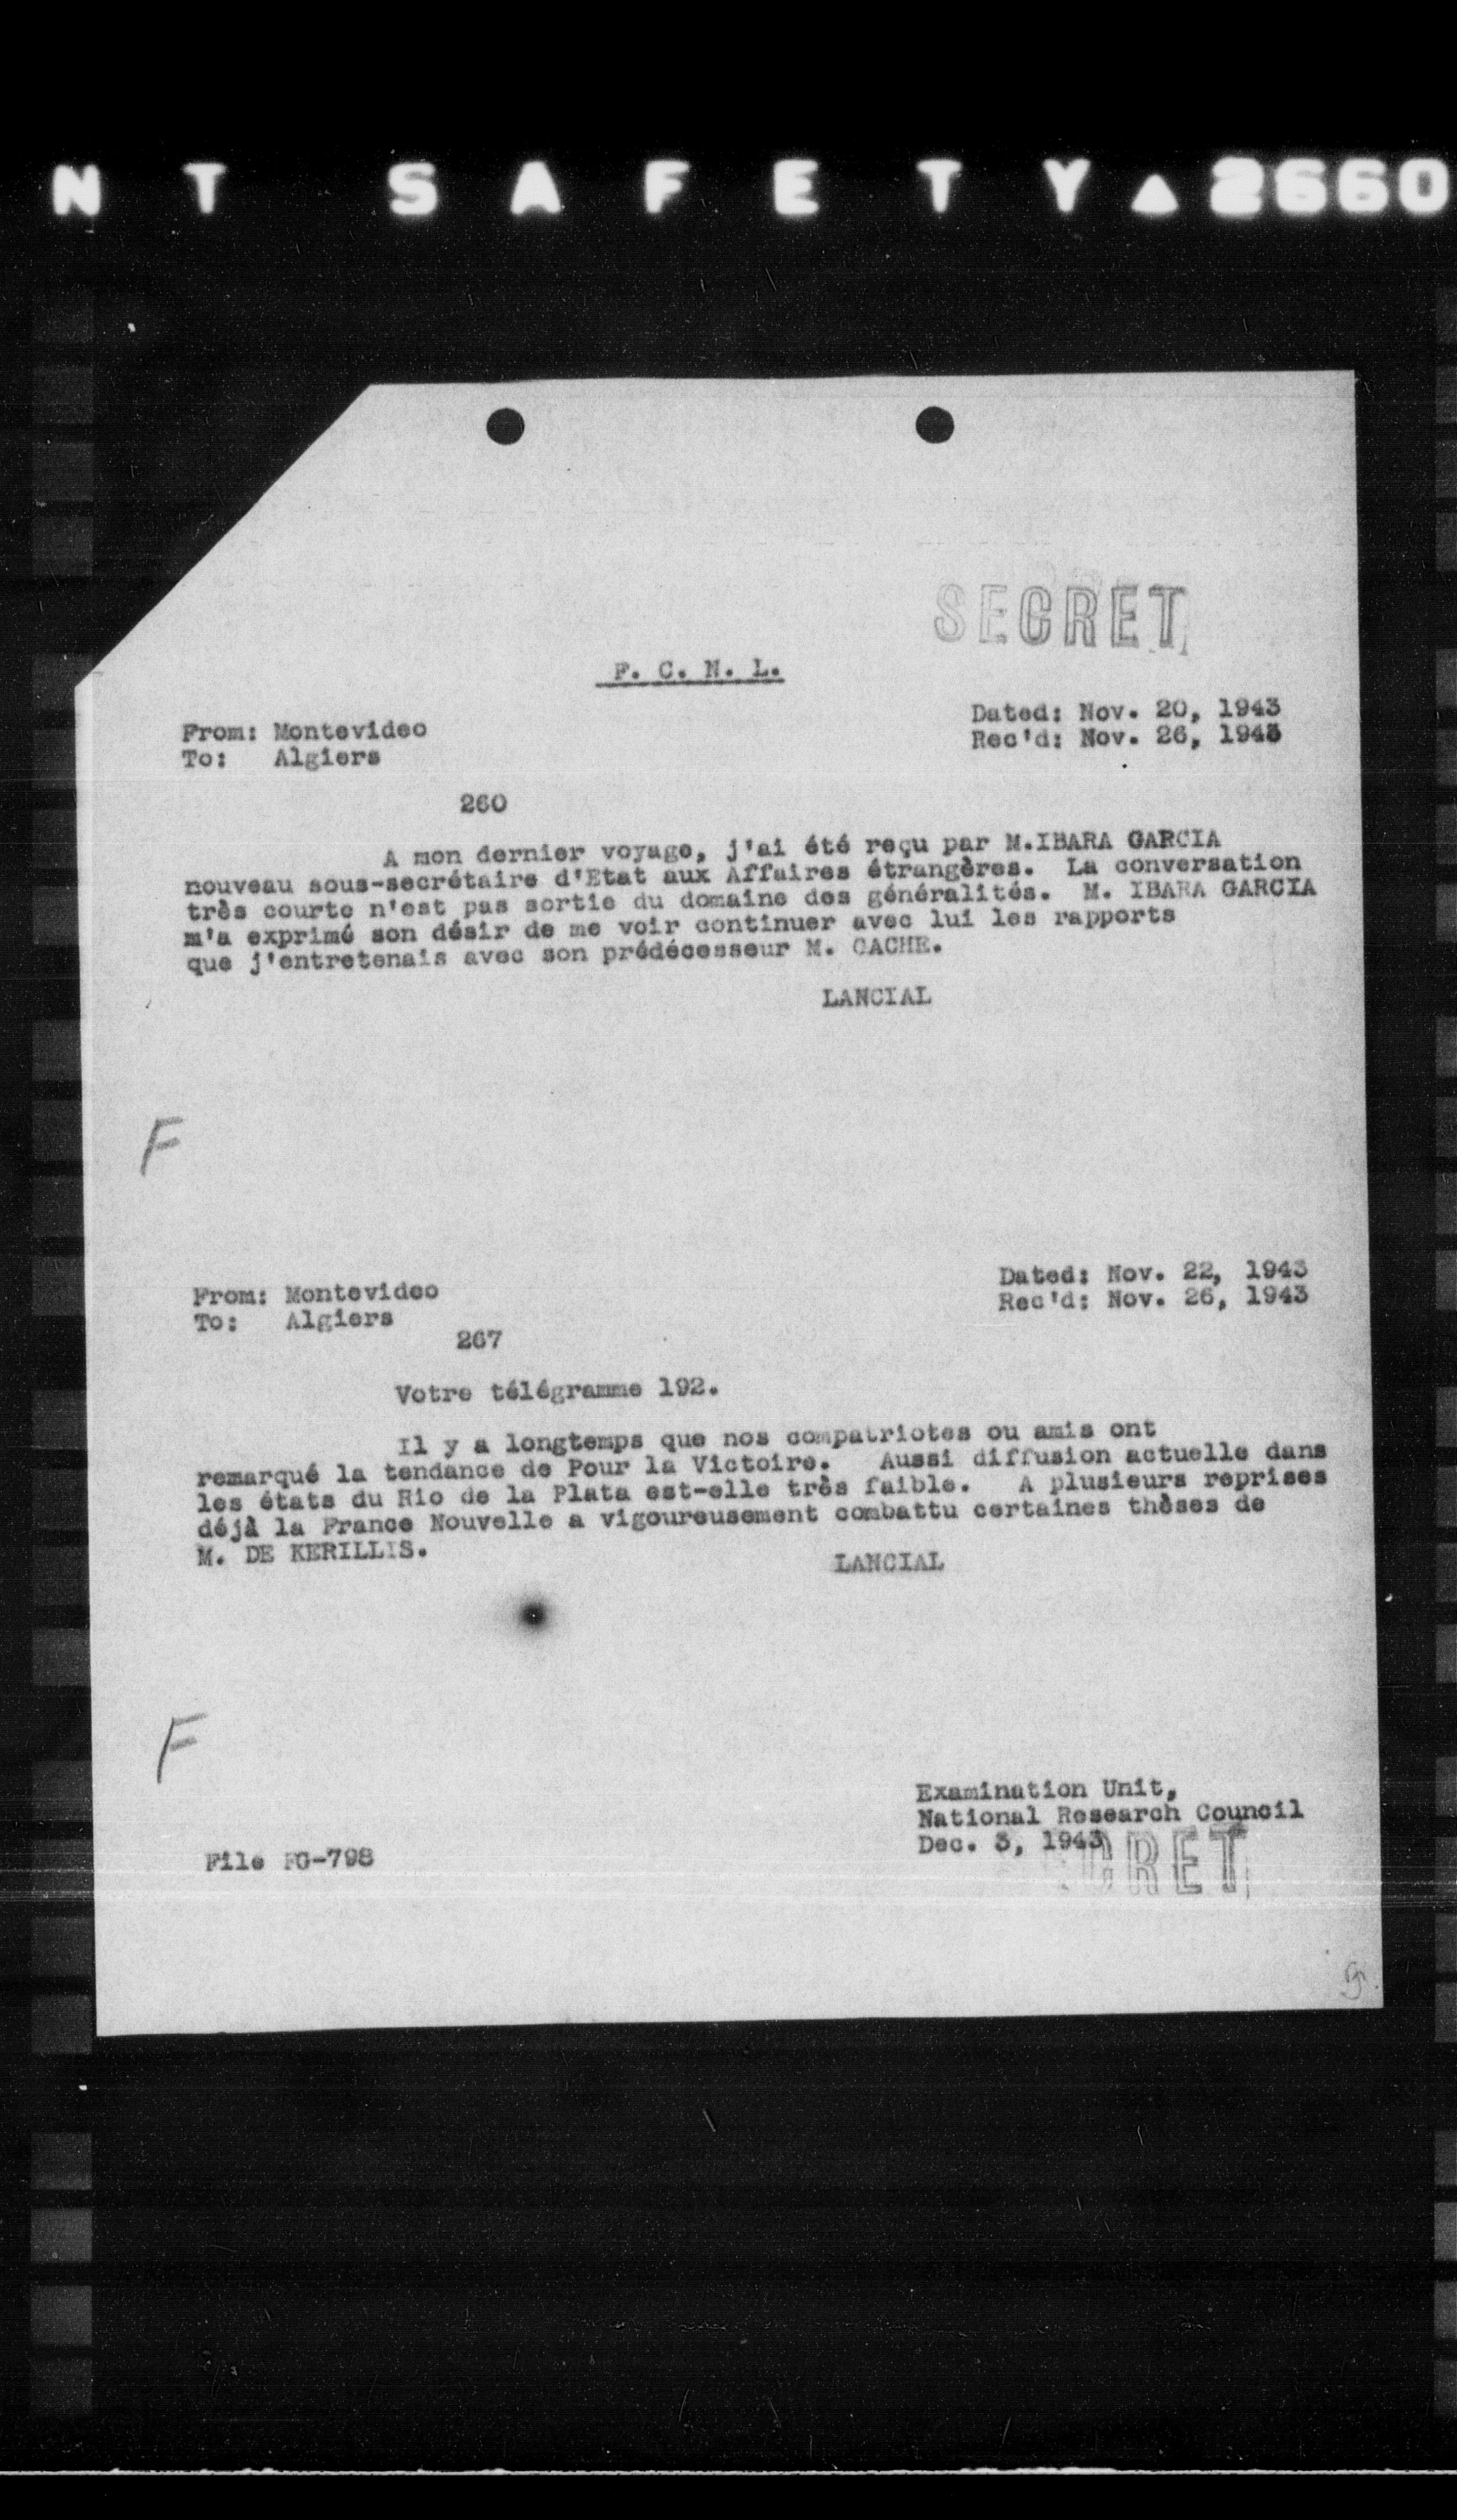 NT SAFETY▲2660
SECRET
F. C. N. L.
From: Montevideo
To: Algiers
Dated: Nov. 20, 1943
Rec'd: Nov. 26, 1943
260
A mon dernier voyage, j'ai été reçu par M.IBARA GARCIA
nouveau sous-secrétaire d'Etat aux Affaires étrangères. La conversation
très courte n'est pas sortie du domaine des généralités. M. IBARA GARCIA
m'a exprimé son désir de me voir continuer avec lui les rapports
que j'entretenais avec son prédécesseur M. CACHE.
LANCIAL
F
From: Montevideo
To: Algiers
Dated: Nov. 22, 1943
Rec'd: Nov. 26, 1943
267
Votre télégramme 192.
Il y a longtemps que nos compatriotes ou amis ont
remarqué la tendance de Pour la Victoire. Aussi diffusion actuelle dans
les états du Rio de la Plata est-elle très faible. A plusieurs reprises
déjà la France Nouvelle a vigoureusement combattu certaines thèses de
M. DE KERILLIS.
LANCIAL
F
Examination Unit,
National Research Council
Dec. 3, 1943
File FG-798
CRET